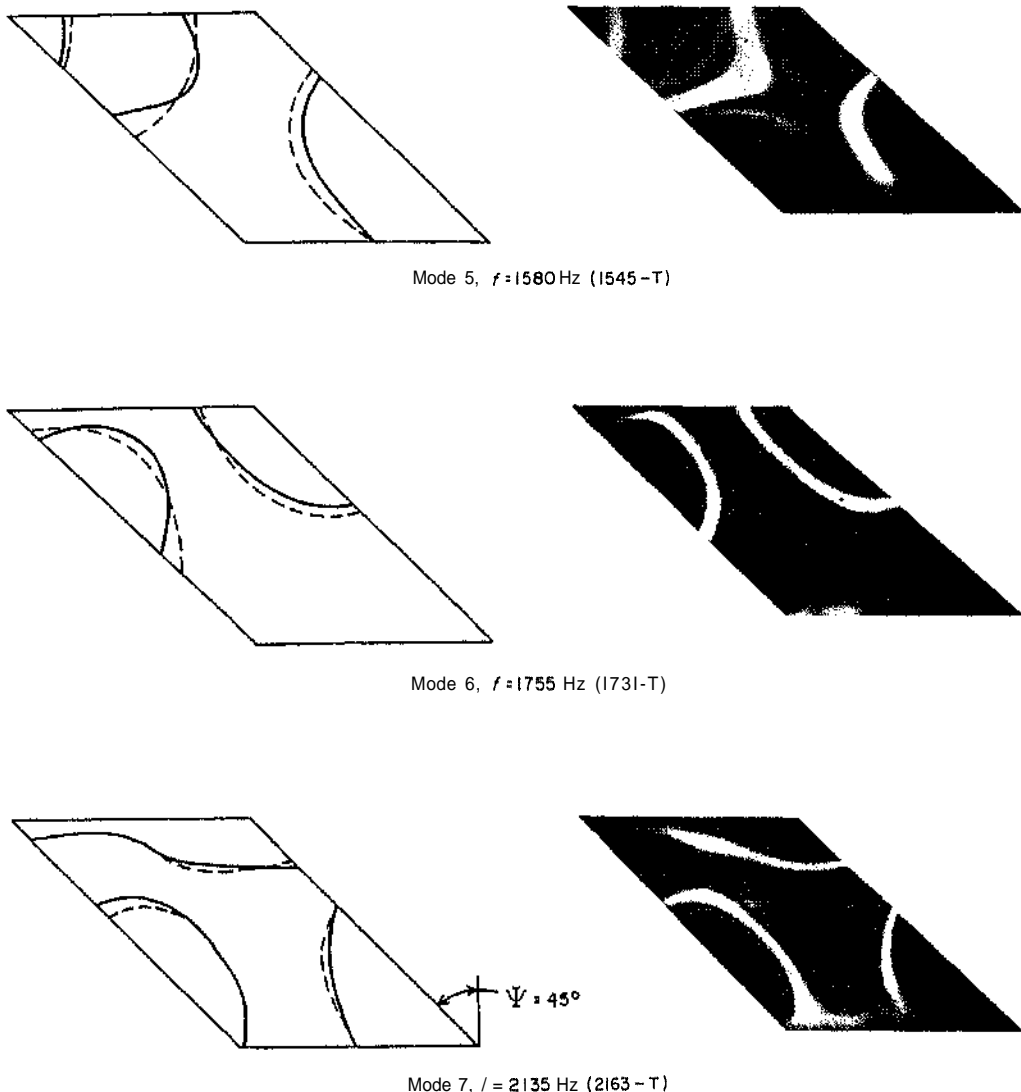 Mode 5, f = 1580 Hz (1545-T)
Mode 6, f = 1755 Hz (1731-T)
Ψ = 45°
Mode 7, f = 2135 Hz (2163-T)